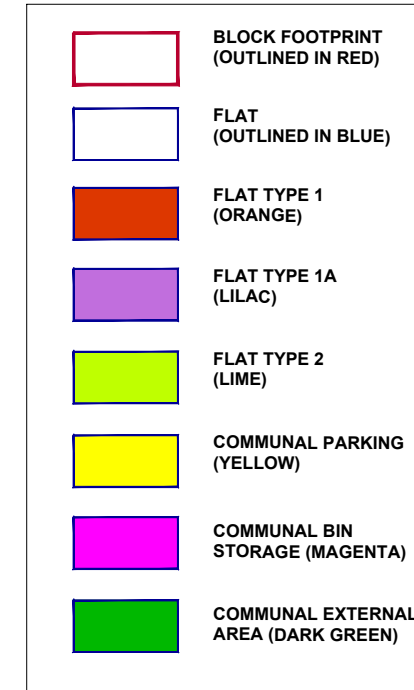 BLOCK FOOTPRINT
(OUTLINED IN RED)
FLAT
(OUTLINED IN BLUE)
FLAT TYPE 1
(ORANGE)
FLAT TYPE 1A
(LILAC)
FLAT TYPE 2
(LIME)
COMMUNAL PARKING
(YELLOW)
COMMUNAL BIN
STORAGE (MAGENTA)
COMMUNAL EXTERNAL
AREA (DARK GREEN)